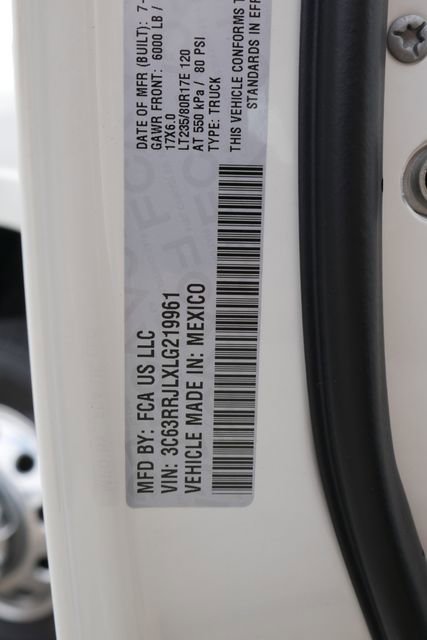 MFD BY: FCA US LLC
VIN: 3C63RRJLXLG219961
VEHICLE MADE IN: MEXICO
DATE OF MFR (BUILT): 7-
GAWR FRONT: 6000 LB /
17X6.0
LT235/80R17E 120
AT 550 kPa / 80 PSI
TYPE: TRUCK
THIS VEHICLE CONFORMS
STANDARDS IN EFF